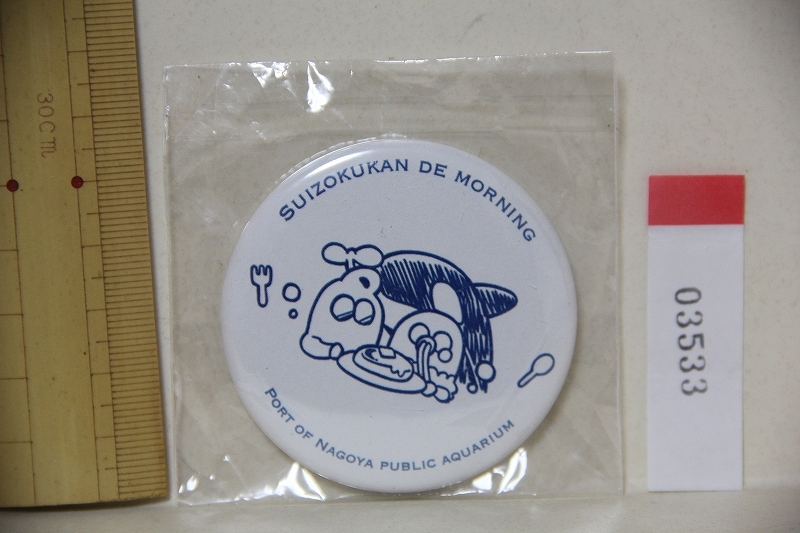 30cm
SUIZOKUKAN DE MORNING
PORT OF NAGOYA PUBLIC AQUARIUM
03533